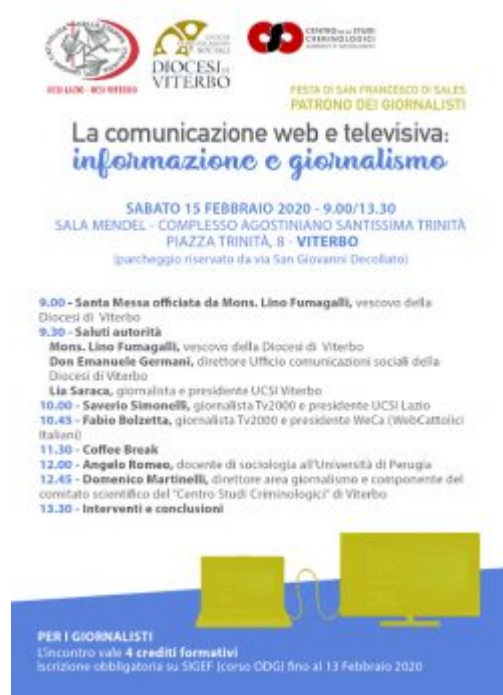 UCSI LAZIO - UCSI VITERBO
DIOCESI DI
VITERBO
CENTRO STUDI
CRIMINOLOGICI
FESTA DI SAN FRANCESCO DI SALES
PATRONO DEI GIORNALISTI
La comunicazione web e televisiva:
informazione e giornalismo
SABATO 15 FEBBRAIO 2020 - 9.00/13.30
SALA MENDEL - COMPLESSO AGOSTINIANO SANTISSIMA TRINITÀ
PIAZZA TRINITÀ, 8 - VITERBO
(parcheggio riservato da via San Giovanni Decollato)
9.00 - Santa Messa officiata da Mons. Lino Fumagalli, vescovo della
Diocesi di Viterbo
9.30 - Saluti autorità
Mons. Lino Fumagalli, vescovo della Diocesi di Viterbo
Don Emanuele Germani, direttore Ufficio comunicazioni sociali della
Diocesi di Viterbo
Lia Saraca, giornalista e presidente UCSI Viterbo
10.00 - Saverio Simonelli, giornalista Tv2000 e presidente UCSI Lazio
10.45 - Fabio Bolzetta, giornalista Tv2000 e presidente WeCa (WebCattolici
Italiani)
11.30 - Coffee Break
12.00 - Angelo Romeo, docente di sociologia all'Università di Perugia
12.45 - Domenico Martinelli, direttore area giornalismo e componente del
comitato scientifico del "Centro Studi Criminologici" di Viterbo
13.30 - Interventi e conclusioni
PER I GIORNALISTI
L'incontro vale 4 crediti formativi
Iscrizione obbligatoria su SIGEF (corso ODG) fino al 13 Febbraio 2020